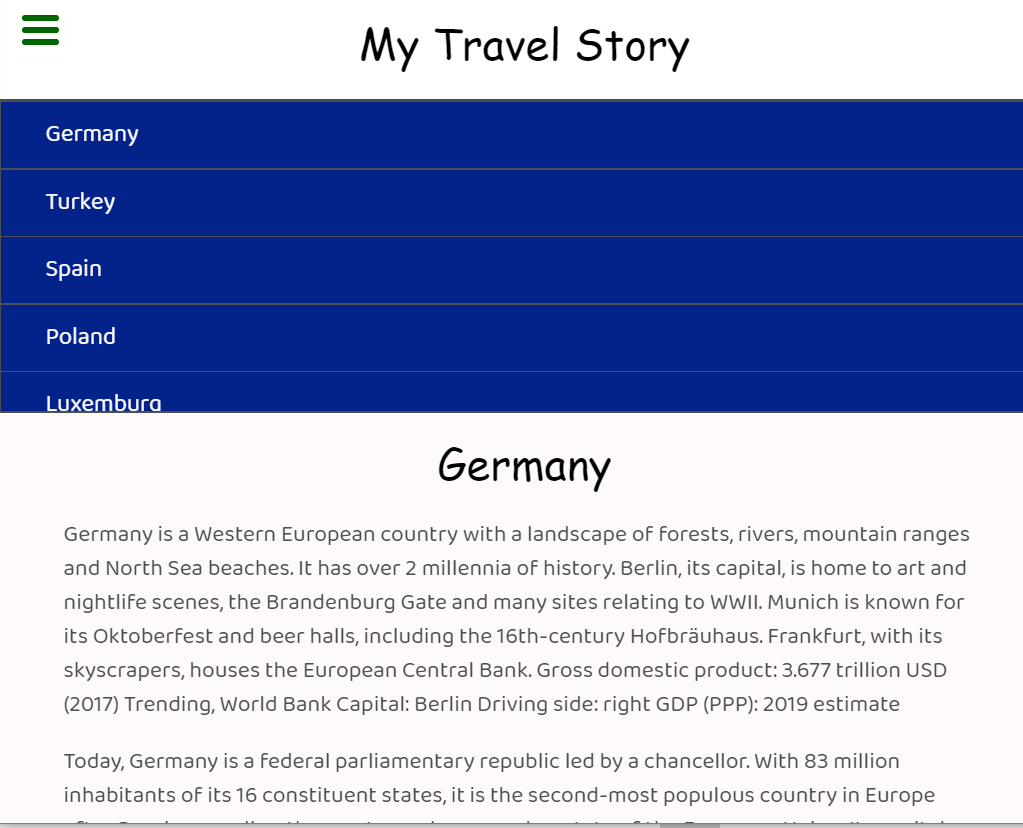 My Travel Story
Germany
Turkey
Spain
Poland
Luxemburg
Germany
Germany is a Western European country with a landscape of forests, rivers, mountain ranges
and North Sea beaches. It has over 2 millennia of history. Berlin, its capital, is home to art and
nightlife scenes, the Brandenburg Gate and many sites relating to WWII. Munich is known for
its Oktoberfest and beer halls, including the 16th-century Hofbräuhaus. Frankfurt, with its
skyscrapers, houses the European Central Bank. Gross domestic product: 3.677 trillion USD
(2017) Trending, World Bank Capital: Berlin Driving side: right GDP (PPP): 2019 estimate
Today, Germany is a federal parliamentary republic led by a chancellor. With 83 million
inhabitants of its 16 constituent states, it is the second-most populous country in Europe